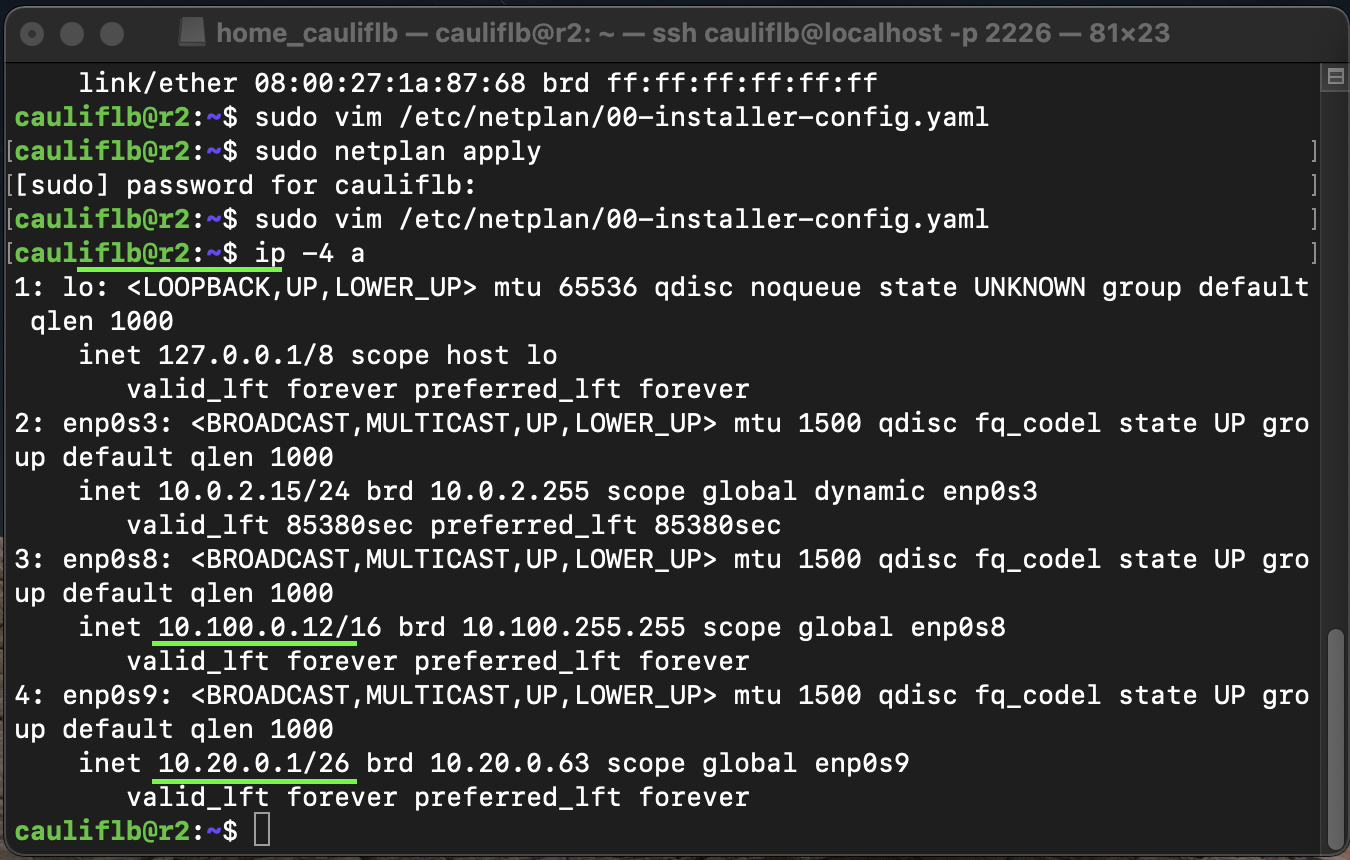 home_cauliflb — cauliflb@r2: ~ — ssh cauliflb@localhost -p 2226 — 81×23
    link/ether 08:00:27:1a:87:68 brd ff:ff:ff:ff:ff:ff
cauliflb@r2:~$ sudo vim /etc/netplan/00-installer-config.yaml
[cauliflb@r2:~$ sudo netplan apply ]
[[sudo] password for cauliflb: ]
[cauliflb@r2:~$ sudo vim /etc/netplan/00-installer-config.yaml ]
[cauliflb@r2:~$ ip -4 a ]
1: lo: <LOOPBACK,UP,LOWER_UP> mtu 65536 qdisc noqueue state UNKNOWN group default
 qlen 1000
    inet 127.0.0.1/8 scope host lo
       valid_lft forever preferred_lft forever
2: enp0s3: <BROADCAST,MULTICAST,UP,LOWER_UP> mtu 1500 qdisc fq_codel state UP gro
up default qlen 1000
    inet 10.0.2.15/24 brd 10.0.2.255 scope global dynamic enp0s3
       valid_lft 85380sec preferred_lft 85380sec
3: enp0s8: <BROADCAST,MULTICAST,UP,LOWER_UP> mtu 1500 qdisc fq_codel state UP gro
up default qlen 1000
    inet 10.100.0.12/16 brd 10.100.255.255 scope global enp0s8
       valid_lft forever preferred_lft forever
4: enp0s9: <BROADCAST,MULTICAST,UP,LOWER_UP> mtu 1500 qdisc fq_codel state UP gro
up default qlen 1000
    inet 10.20.0.1/26 brd 10.20.0.63 scope global enp0s9
       valid_lft forever preferred_lft forever
cauliflb@r2:~$